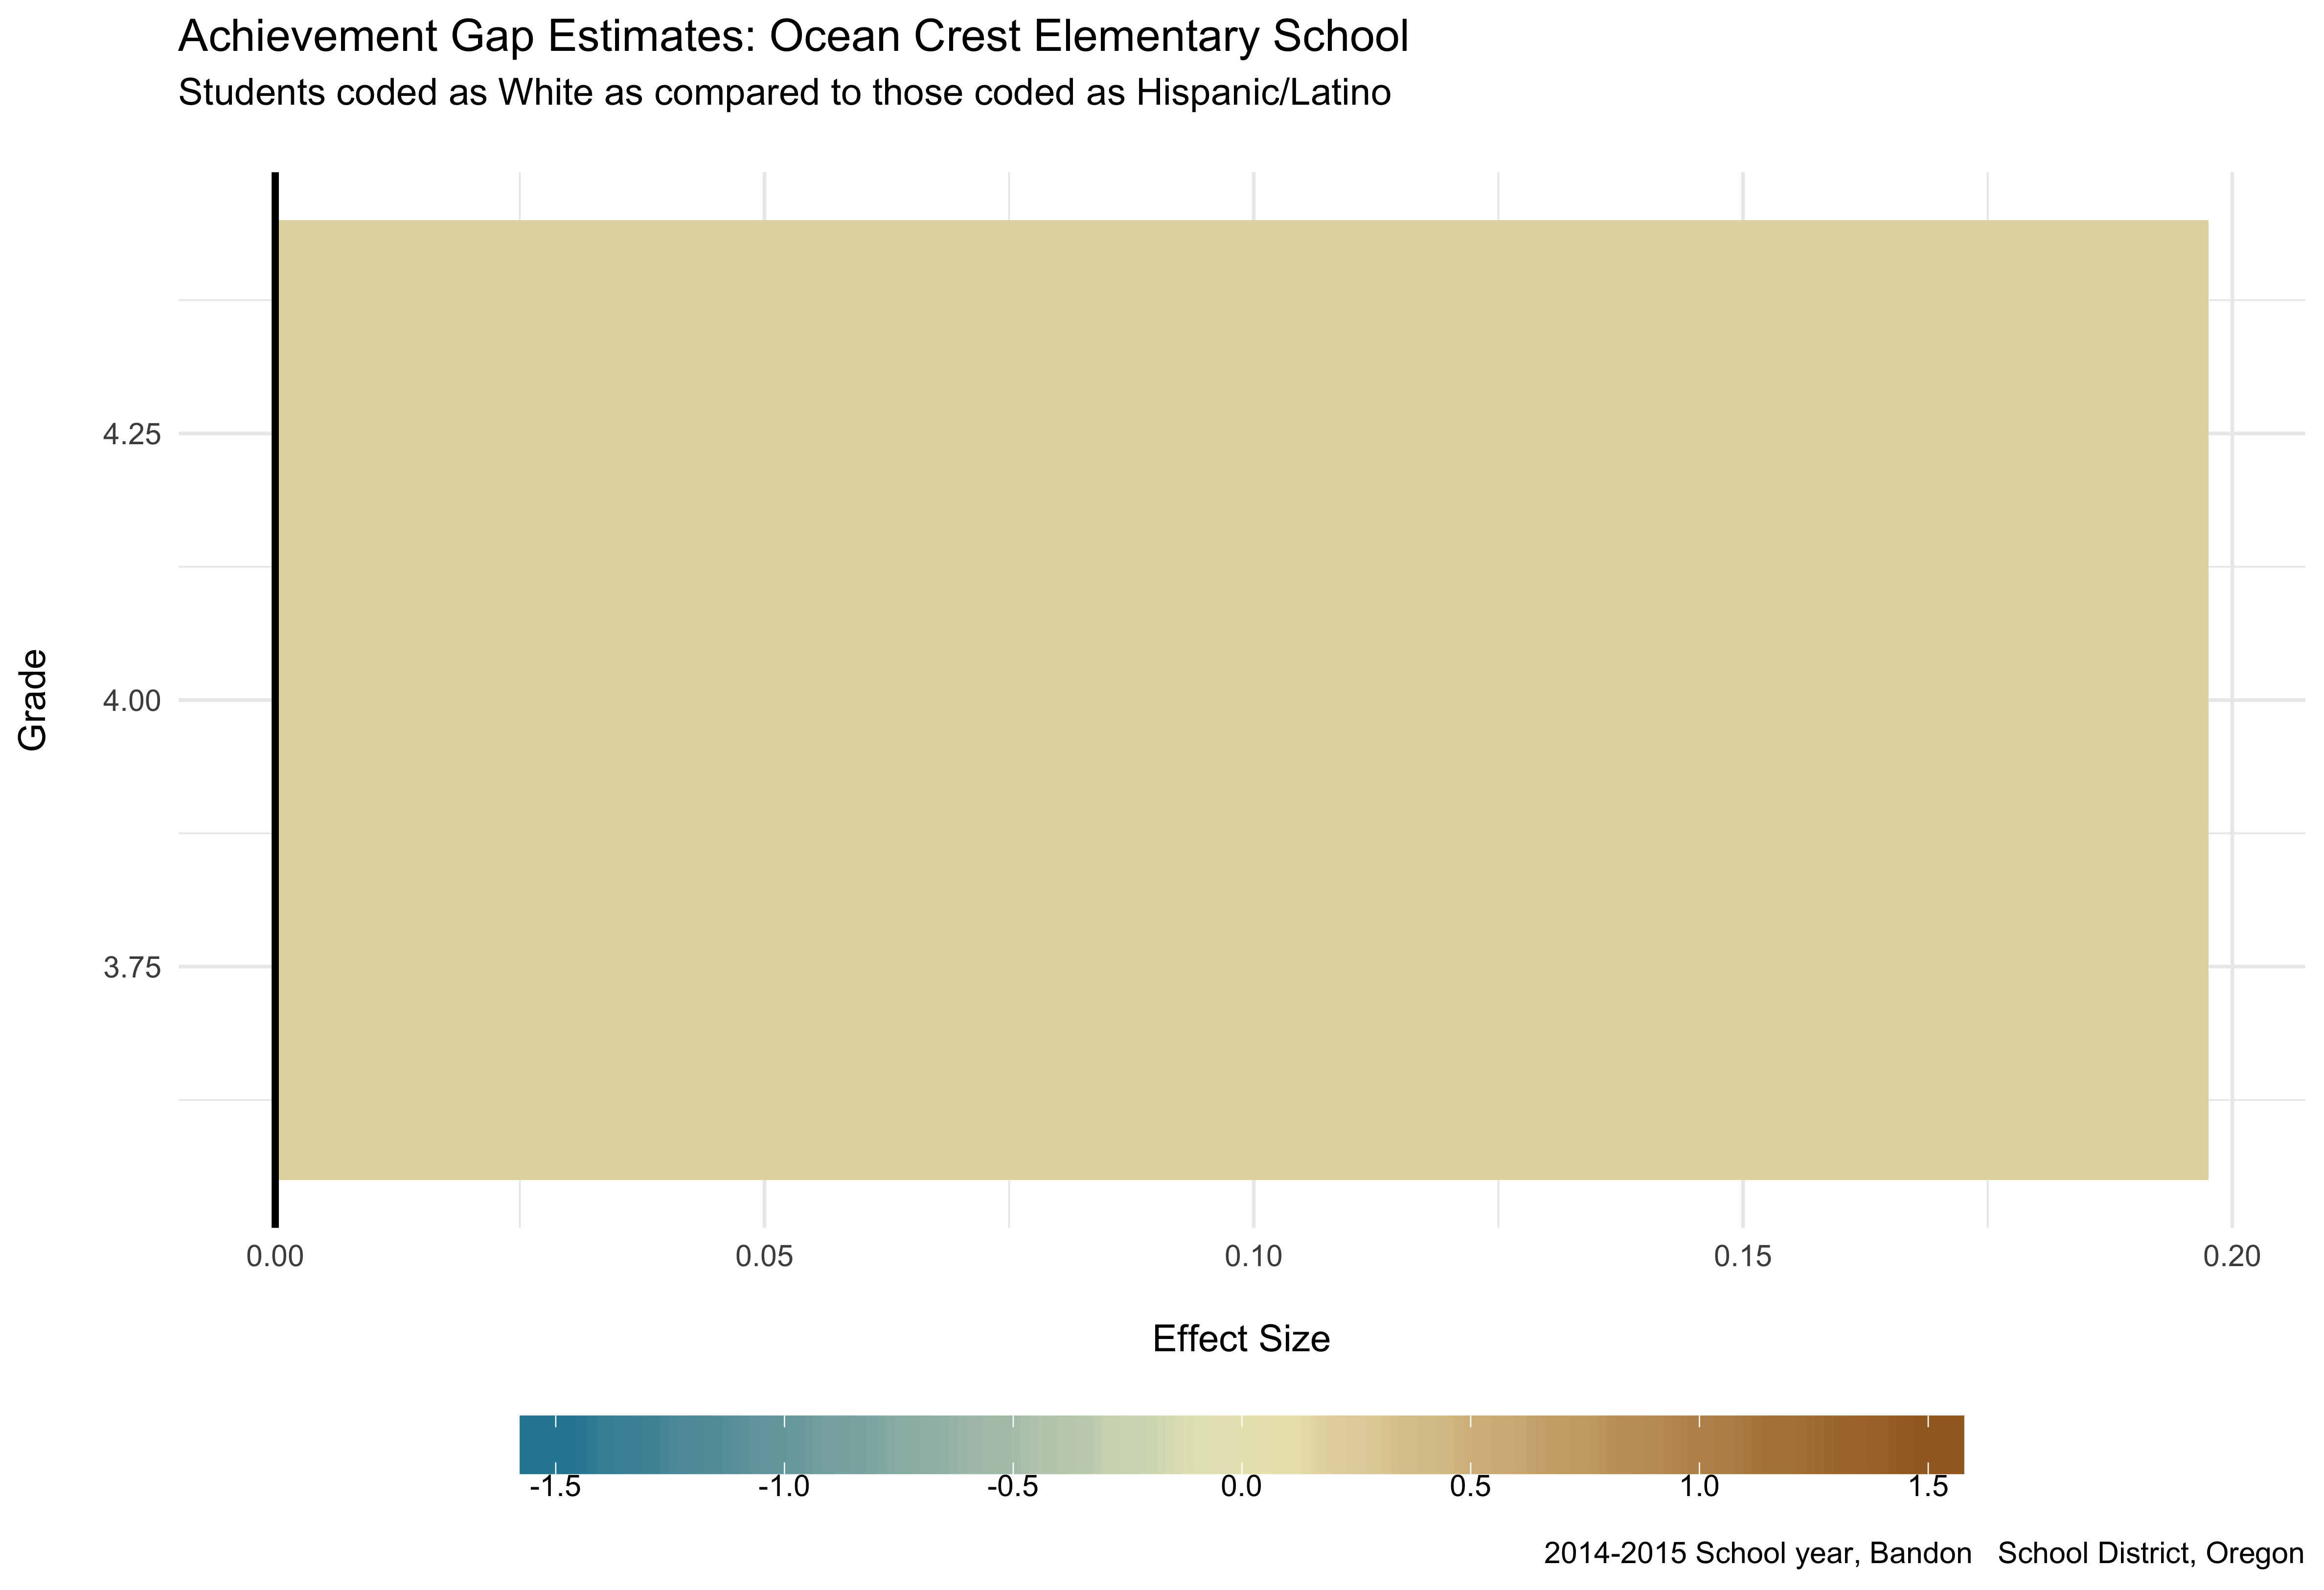 Achievement Gap Estimates: Ocean Crest Elementary School
Students coded as White as compared to those coded as Hispanic/Latino
4.25
4.00
3.75
Grade
0.00 0.05 0.10 0.15 0.20
Effect Size
-1.5 -1.0 -0.5 0.0 0.5 1.0 1.5
2014-2015 School year, Bandon   School District, Oregon